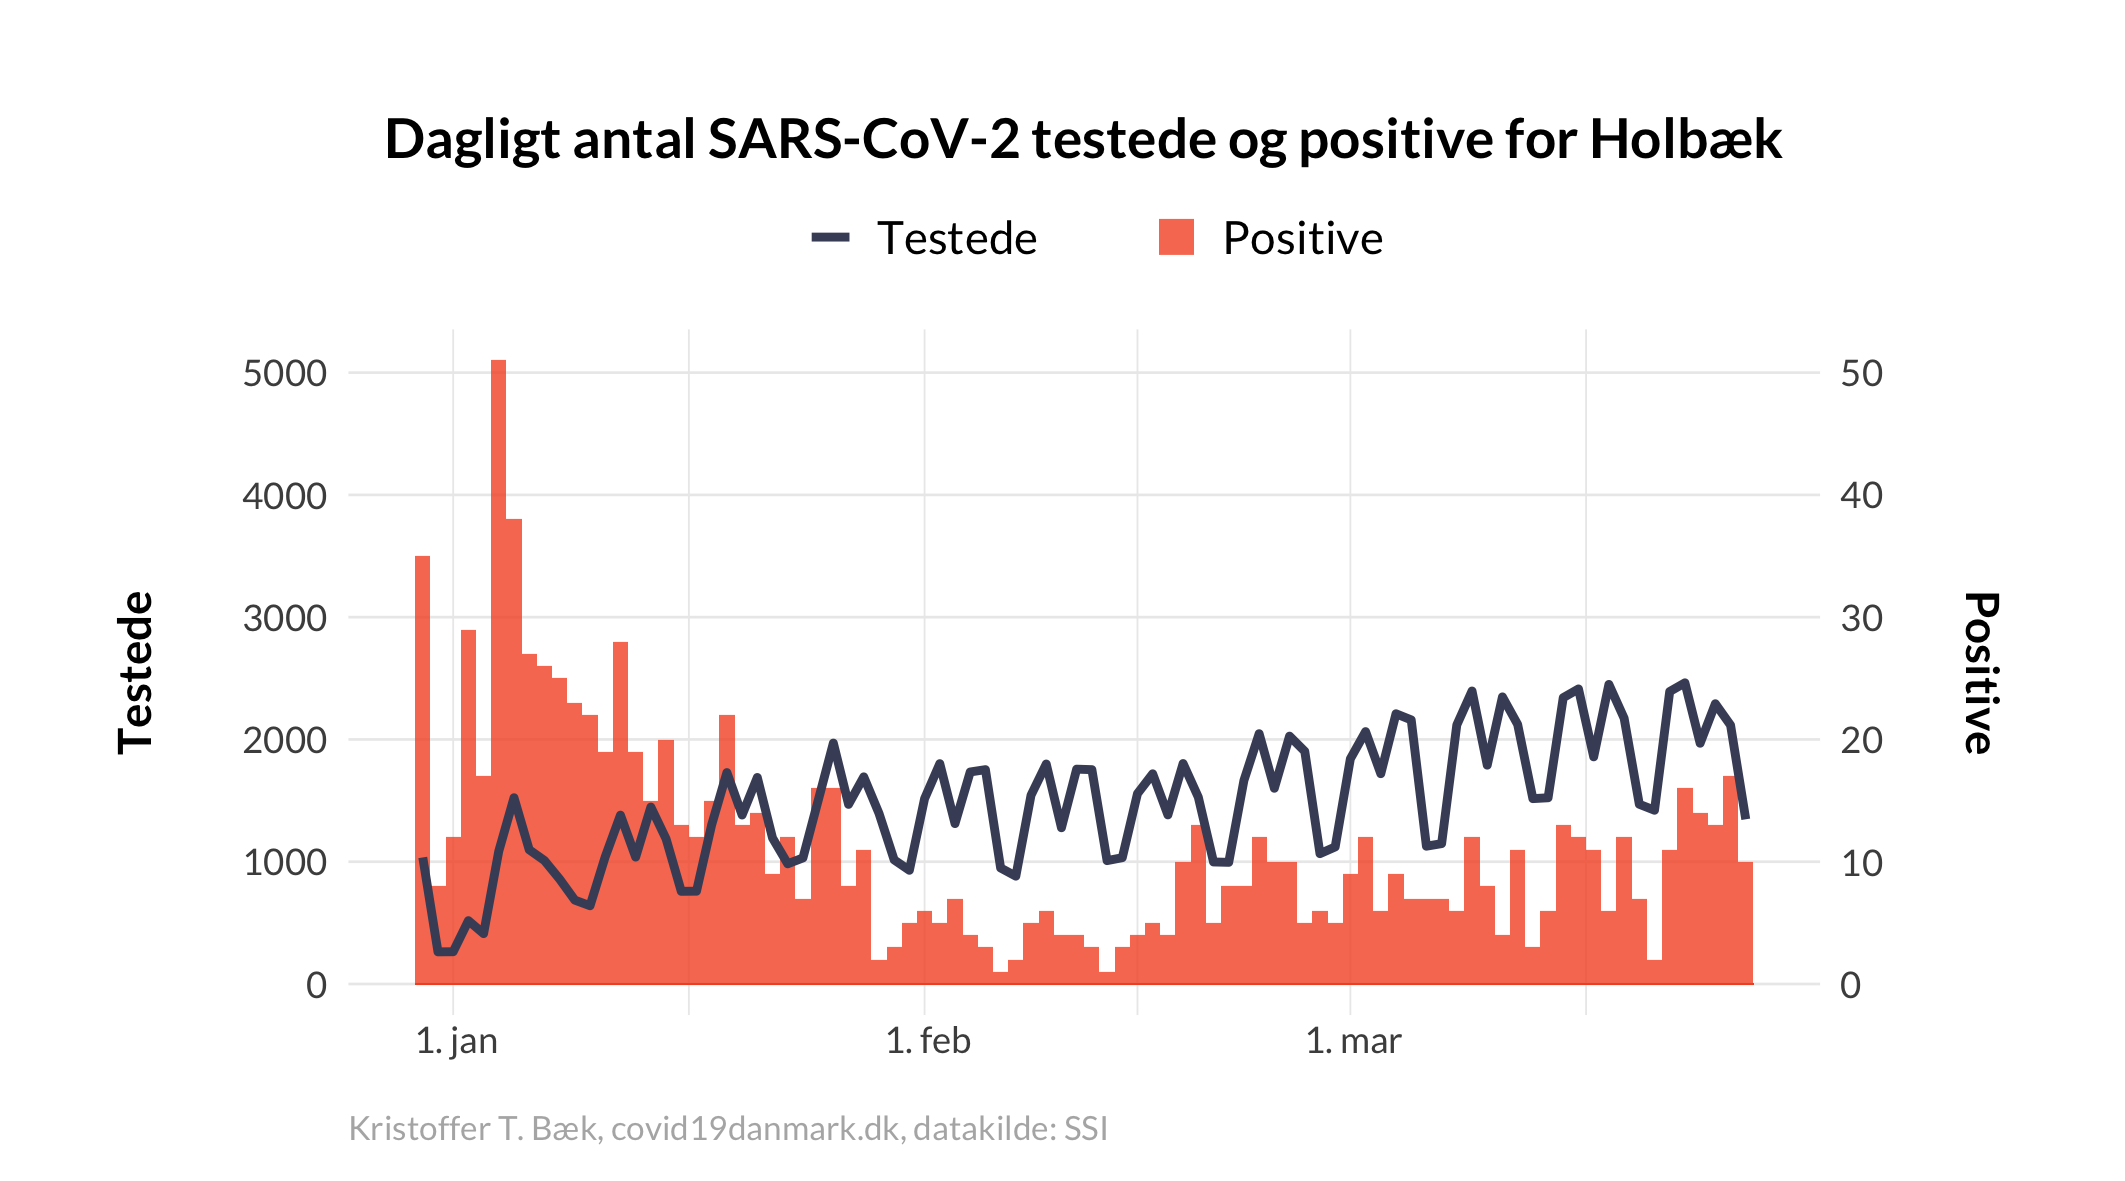 Dagligt antal SARS-CoV-2 testede og positive for Holbæk
Testede Positive
5000 50
4000 40
3000 30
2000 20
1000 10
0 0
Testede
Positive
1. jan 1. feb 1. mar
Kristoffer T. Bæk, covid19danmark.dk, datakilde: SSI